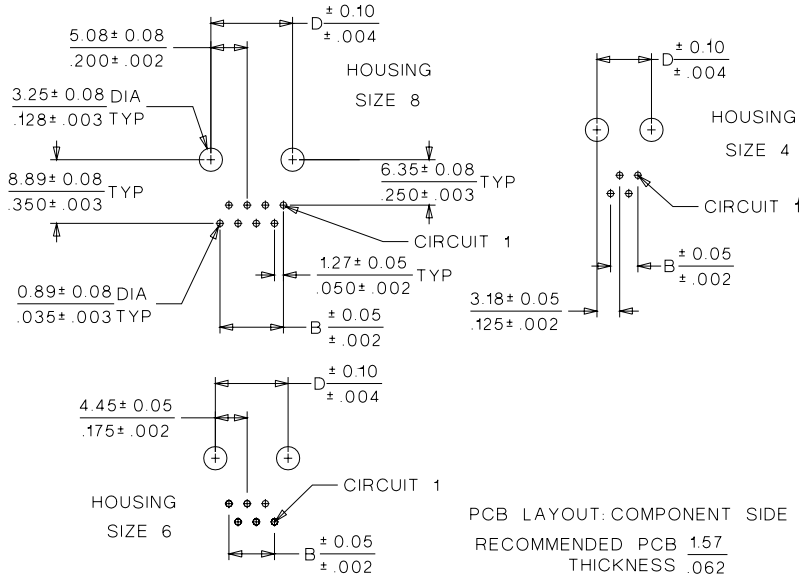 5.08± 0.08
.200± .002
D ± 0.10
± .004
HOUSING
SIZE 8
3.25± 0.08 DIA
.128± .003 TYP
8.89± 0.08 TYP
.350± .003
6.35± 0.08 TYP
.250± .003
CIRCUIT 1
1.27± 0.05 TYP
.050± .002
0.89± 0.08 DIA
.035± .003 TYP
B ± 0.05
± .002
D ± 0.10
± .004
HOUSING
SIZE 4
CIRCUIT 1
B ± 0.05
± .002
3.18± 0.05
.125± .002
D ± 0.10
± .004
4.45± 0.05
.175± .002
HOUSING
SIZE 6
CIRCUIT 1
B ± 0.05
± .002
PCB LAYOUT: COMPONENT SIDE
RECOMMENDED PCB 1.57
THICKNESS .062